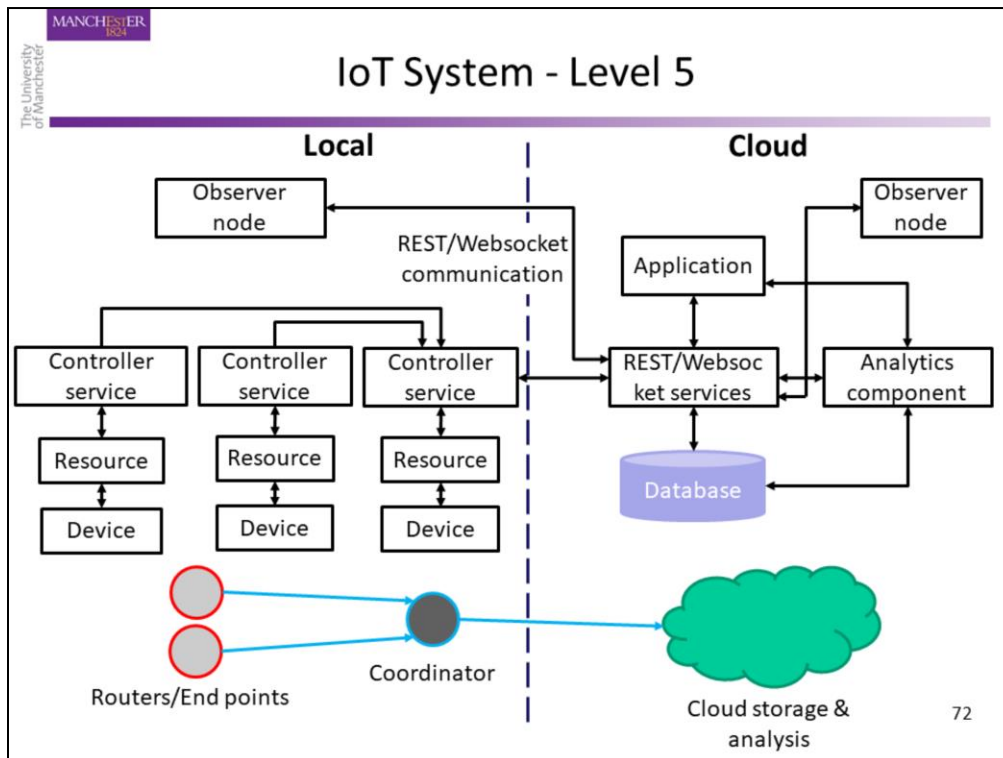 MANCHESTER
1824
The University
of Manchester
IoT System - Level 5
Local
Cloud
Observer
node
Observer
node
REST/Websocket
communication
Application
Controller
service
Controller
service
Controller
service
REST/Websoc
ket services
Analytics
component
Resource
Resource
Resource
Database
Device
Device
Device
Coordinator
Routers/End points
Cloud storage &
analysis
72